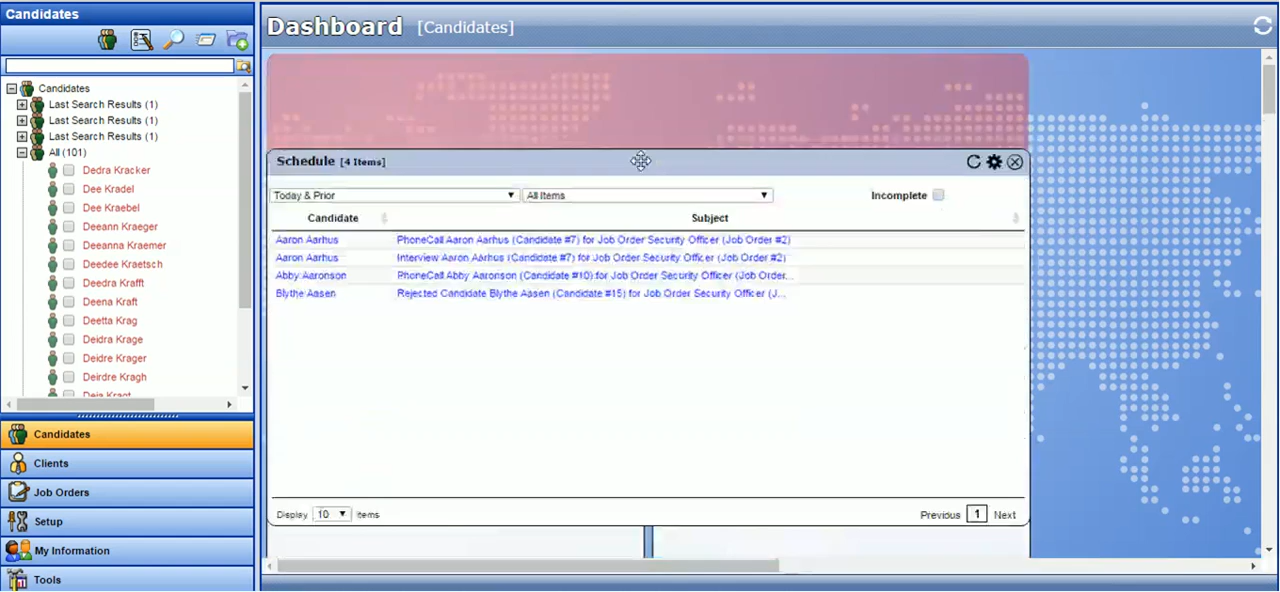 Candidates
Candidates
Last Search Results (1)
Last Search Results (1)
Last Search Results (1)
All (101)
Dedra Kracker
Dee Kradel
Dee Kraebel
Deeann Kraeger
Deeanna Kraemer
Deedee Kraetsch
Deedra Krafft
Deena Kraft
Deetta Krag
Deidra Krage
Deidre Krager
Deirdre Kragh
Deja Kragt
Candidates
Clients
Job Orders
Setup
My Information
Tools
Dashboard [Candidates]
Schedule [4 Items]
Today & Prior All Items Incomplete
Candidate Subject
Aaron Aarhus PhoneCall Aaron Aarhus (Candidate #7) for Job Order Security Officer (Job Order #2)
Aaron Aarhus Interview Aaron Aarhus (Candidate #7) for Job Order Security Officer (Job Order #2)
Abby Aaronson PhoneCall Abby Aaronson (Candidate #10) for Job Order Security Officer (Job Order...
Blythe Aasen Rejected Candidate Blythe Aasen (Candidate #15) for Job Order Security Officer (J...
Display 10 items Previous 1 Next